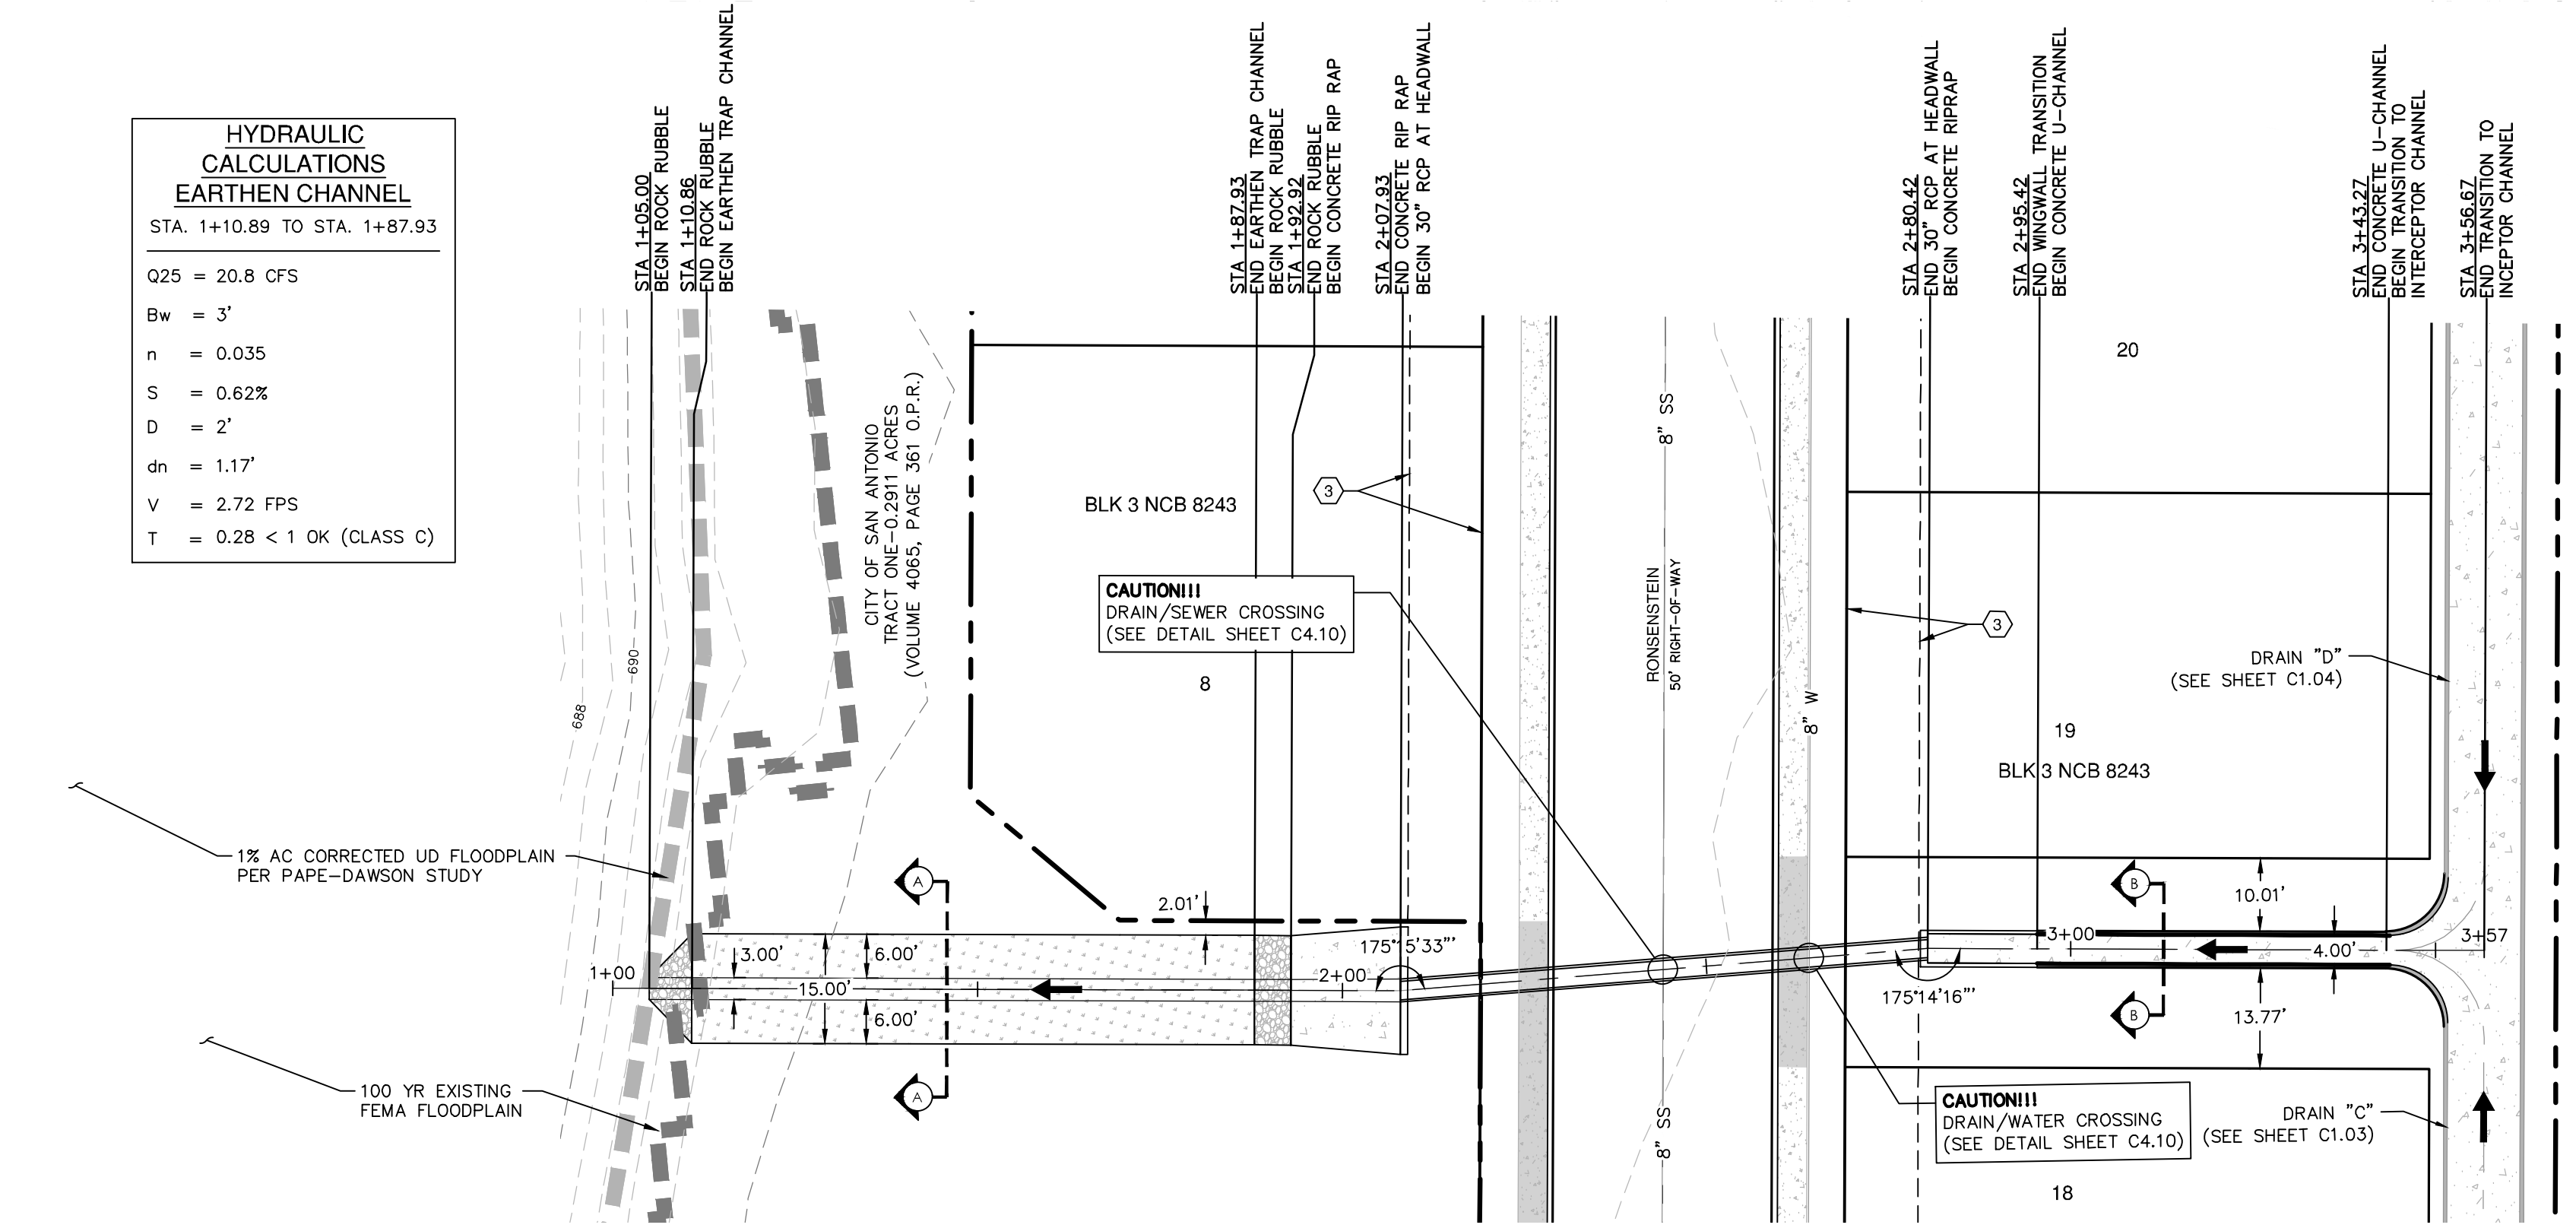 HYDRAULIC
CALCULATIONS
EARTHEN CHANNEL
STA. 1+10.89 TO STA. 1+87.93
Q25 = 20.8 CFS
Bw = 3'
n = 0.035
S = 0.62%
D = 2'
dn = 1.17'
V = 2.72 FPS
T = 0.28 < 1 OK (CLASS C)
STA 1+05.00
BEGIN ROCK RUBBLE
STA 1+10.86
END ROCK RUBBLE
BEGIN EARTHEN TRAP CHANNEL
STA 1+87.93
END EARTHEN TRAP CHANNEL
BEGIN ROCK RUBBLE
STA 1+92.92
END ROCK RUBBLE
BEGIN CONCRETE RIP RAP
STA 2+07.93
END CONCRETE RIP RAP
BEGIN 30" RCP AT HEADWALL
STA 2+80.42
END 30" RCP AT HEADWALL
BEGIN CONCRETE RIPRAP
STA 2+95.42
END WINGWALL TRANSITION
BEGIN CONCRETE U-CHANNEL
STA 3+43.27
END CONCRETE U-CHANNEL
BEGIN TRANSITION TO
INTERCEPTOR CHANNEL
STA 3+56.67
END TRANSITION TO
INCEPTOR CHANNEL
688
690
CITY OF SAN ANTONIO
TRACT ONE-0.2911 ACRES
(VOLUME 4065, PAGE 361 O.P.R.)
BLK 3 NCB 8243
3
CAUTION!!!
DRAIN/SEWER CROSSING
(SEE DETAIL SHEET C4.10)
8
8" SS
RONSENSTEIN
50' RIGHT-OF-WAY
8" W
8" SS
20
3
DRAIN "D"
(SEE SHEET C1.04)
19
BLK 3 NCB 8243
1% AC CORRECTED UD FLOODPLAIN
PER PAPE-DAWSON STUDY
100 YR EXISTING
FEMA FLOODPLAIN
A
A
B
B
2.01'
10.01'
3.00'
6.00'
15.00'
6.00'
1+00
2+00
175°15'33"'
3+00
4.00'
3+57
175°14'16"'
13.77'
CAUTION!!!
DRAIN/WATER CROSSING
(SEE DETAIL SHEET C4.10)
DRAIN "C"
(SEE SHEET C1.03)
18